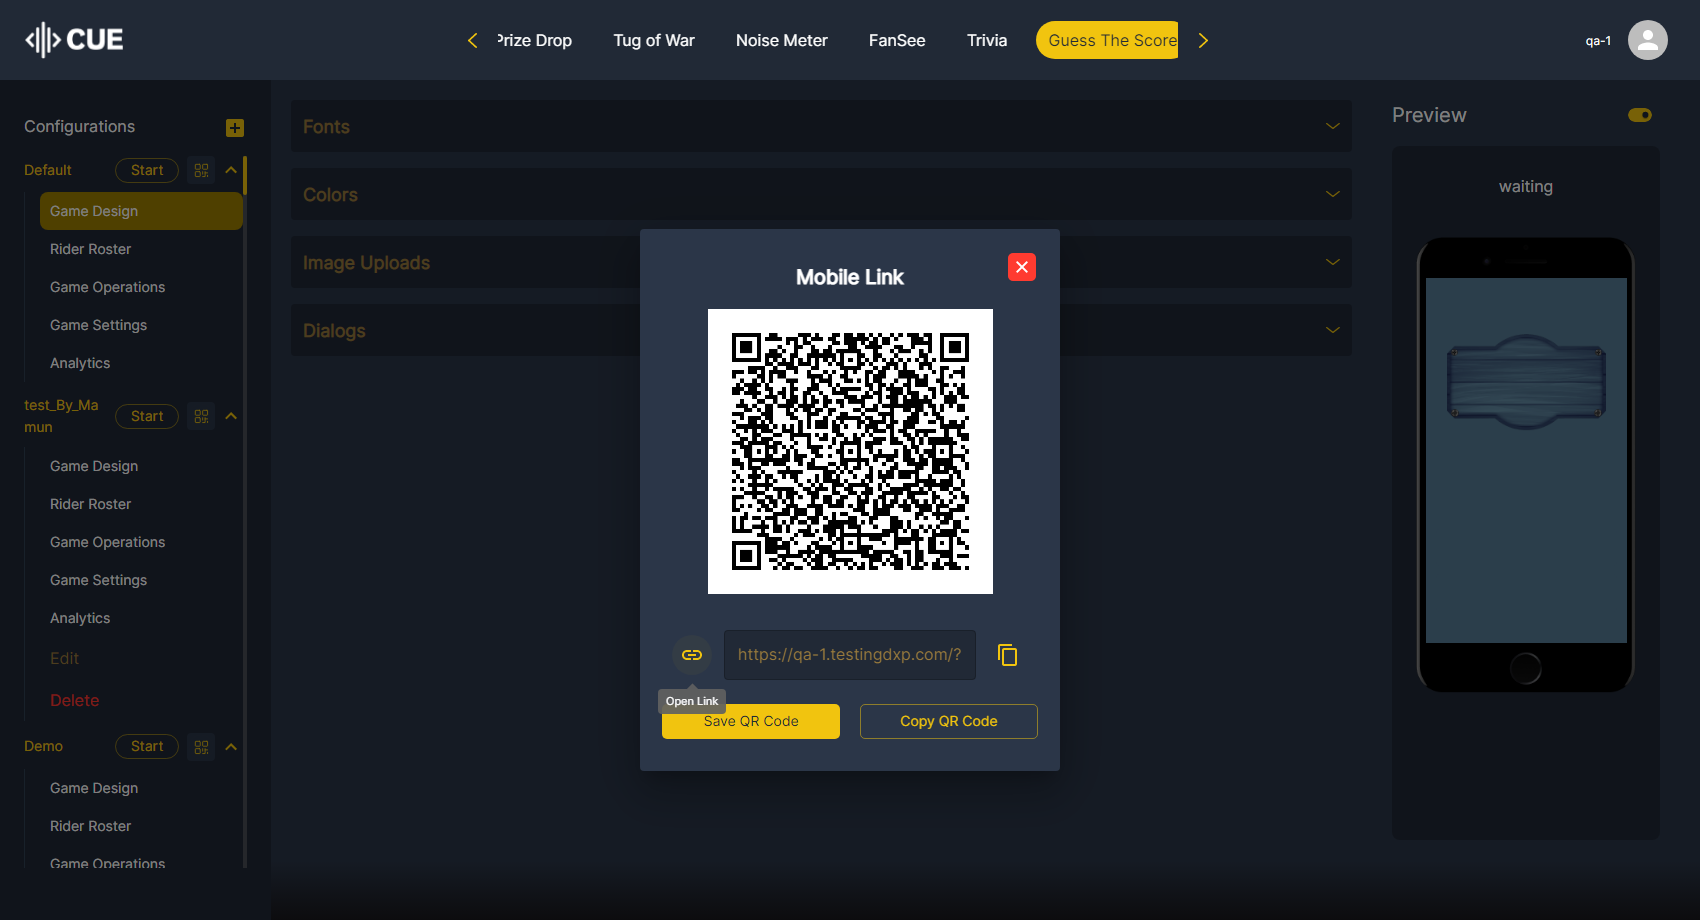 CUE
Prize Drop
Tug of War
Noise Meter
FanSee
Trivia
Guess The Score
qa-1
Configurations
Default
Start
Game Design
Rider Roster
Game Operations
Game Settings
Analytics
test_By_Ma
mun
Start
Game Design
Rider Roster
Game Operations
Game Settings
Analytics
Edit
Delete
Demo
Start
Game Design
Rider Roster
Game Operations
Fonts
Colors
Image Uploads
Dialogs
Mobile Link
https://qa-1.testingdxp.com/?
Open Link
Save QR Code
Copy QR Code
Preview
waiting